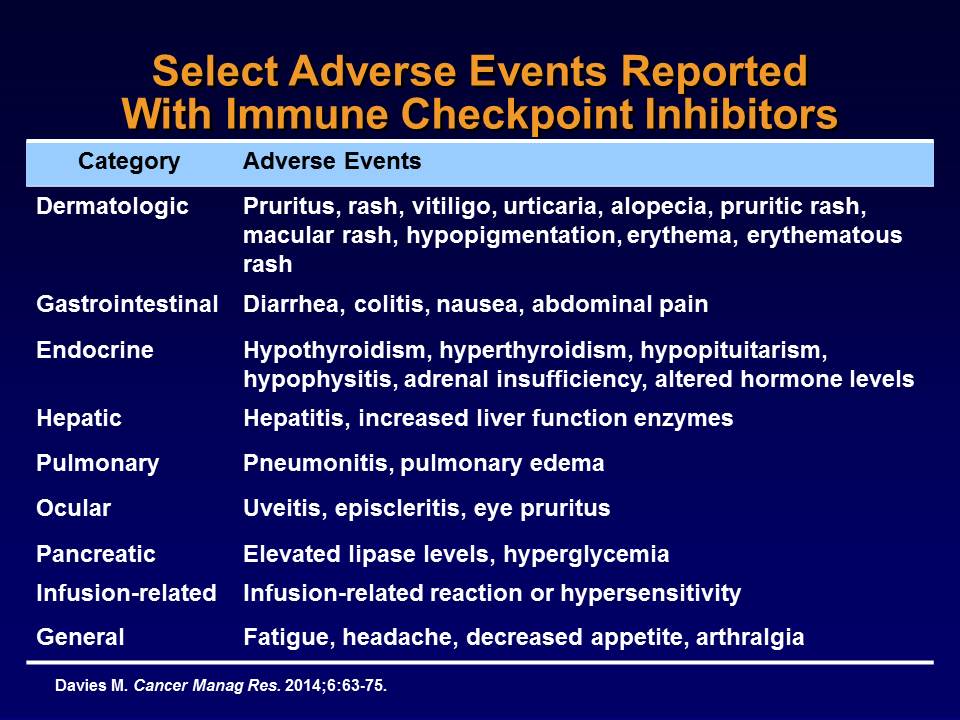 Select Adverse Events Reported
With Immune Checkpoint Inhibitors
Category Adverse Events
Dermatologic Pruritus, rash, vitiligo, urticaria, alopecia, pruritic rash,
macular rash, hypopigmentation, erythema, erythematous
rash
Gastrointestinal Diarrhea, colitis, nausea, abdominal pain
Endocrine Hypothyroidism, hyperthyroidism, hypopituitarism,
hypophysitis, adrenal insufficiency, altered hormone levels
Hepatic Hepatitis, increased liver function enzymes
Pulmonary Pneumonitis, pulmonary edema
Ocular Uveitis, episcleritis, eye pruritus
Pancreatic Elevated lipase levels, hyperglycemia
Infusion-related Infusion-related reaction or hypersensitivity
General Fatigue, headache, decreased appetite, arthralgia
Davies M. Cancer Manag Res. 2014;6:63-75.